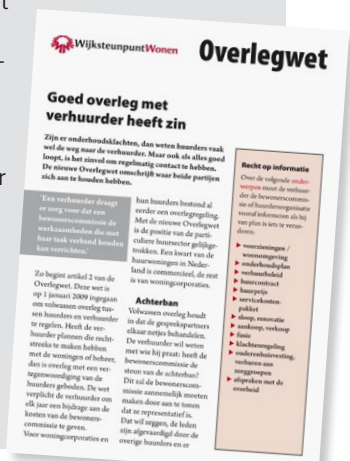 WijksteunpuntWonen
Overlegwet
Goed overleg met
verhuurder heeft zin
Zijn er onderhoudsklachten, dan weten huurders vaak
wel de weg naar de verhuurder. Maar ook als alles goed
loopt, is het zinvol om regelmatig contact te hebben.
De nieuwe Overlegwet omschrijft waar beide partijen
zich aan te houden hebben.
'Een verhuurder draagt
er zorg voor dat een
bewonerscommissie de
werkzaamheden die met
haar taak verband houden
kan verrichten.'
Zo begint artikel 2 van de
Overlegwet. Deze wet is
op 1 januari 2009 ingegaan
om volwassen overleg tus-
sen huurders en verhuurder
te regelen. Heeft de ver-
huurder plannen die recht-
streeks te maken hebben
met de woningen of beheer,
dan is overleg met een ver-
tegenwoordiging van de
huurders geboden. De wet
verplicht de verhuurder om
elk jaar een bijdrage aan de
kosten van de bewoners-
commissie te geven.
Voor woningcorporaties en
hun huurders bestond al
eerder een overlegregeling.
Met de nieuwe Overlegwet
is de positie van de parti-
culiere huursector gelijkge-
trokken. Een kwart van de
huurwoningen in Neder-
land is commercieel, de rest
is van woningcorporaties.
Achterban
Volwassen overleg houdt
in dat de gesprekspartners
elkaar netjes behandelen.
De verhuurder wil weten
met wie hij praat: heeft de
bewonerscommissie de
steun van de achterban?
Dit zal de bewonerscom-
missie aannemelijk moeten
maken door aan te tonen
dat ze representatief is.
Dat wil zeggen, de leden
zijn afgevaardigd door de
overige huurders en er
Recht op informatie
Over de volgende onder-
werpen moet de verhuur-
der de bewonerscommis-
sie of huurdersorganisatie
vooraf informeren als hij
van plan is iets te veran-
deren.
voorzieningen /
woonomgeving
onderhoudsplan
verhuurbeleid
huurcontract
huurprijs
servicekosten-
pakket
sloop, renovatie
aankoop, verkoop
fusie
klachtenregeling
ouderenhuisvesting,
verhuren aan
zorggroepen
afspraken met de
overheid